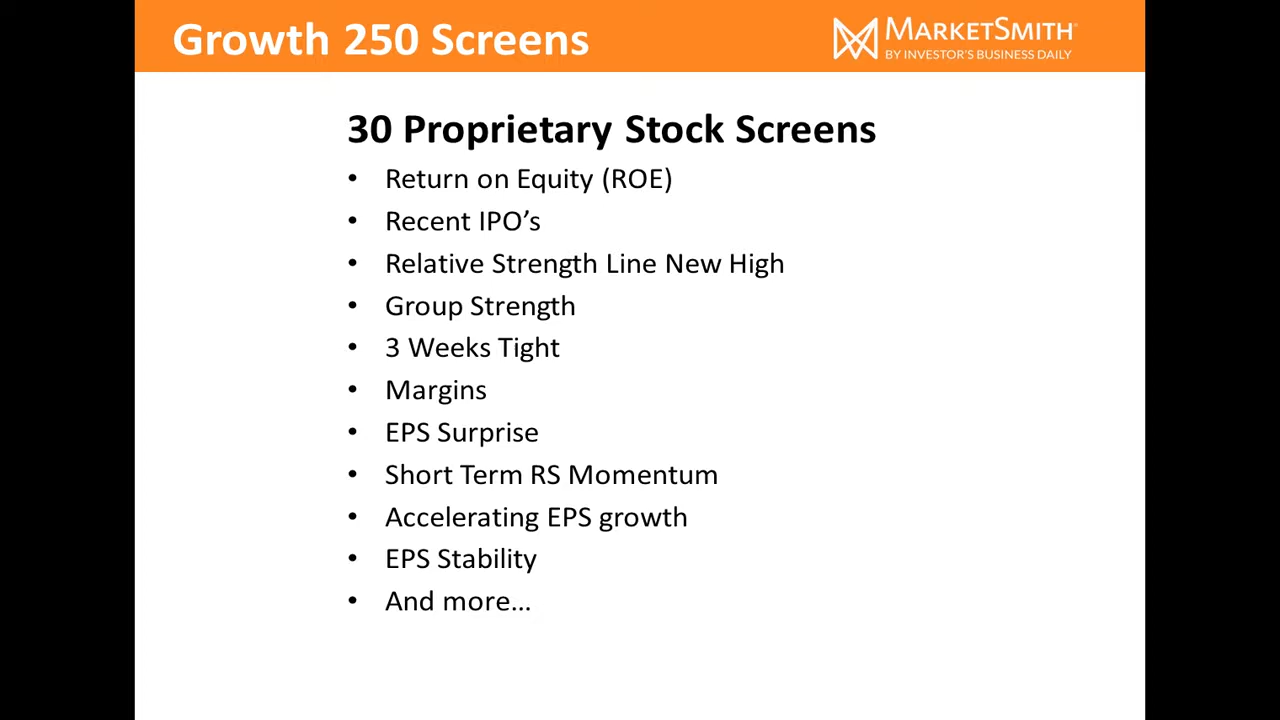 Growth 250 Screens
MARKETSMITH
BY INVESTOR'S BUSINESS DAILY
30 Proprietary Stock Screens
• Return on Equity (ROE)
• Recent IPO’s
• Relative Strength Line New High
• Group Strength
• 3 Weeks Tight
• Margins
• EPS Surprise
• Short Term RS Momentum
• Accelerating EPS growth
• EPS Stability
• And more…